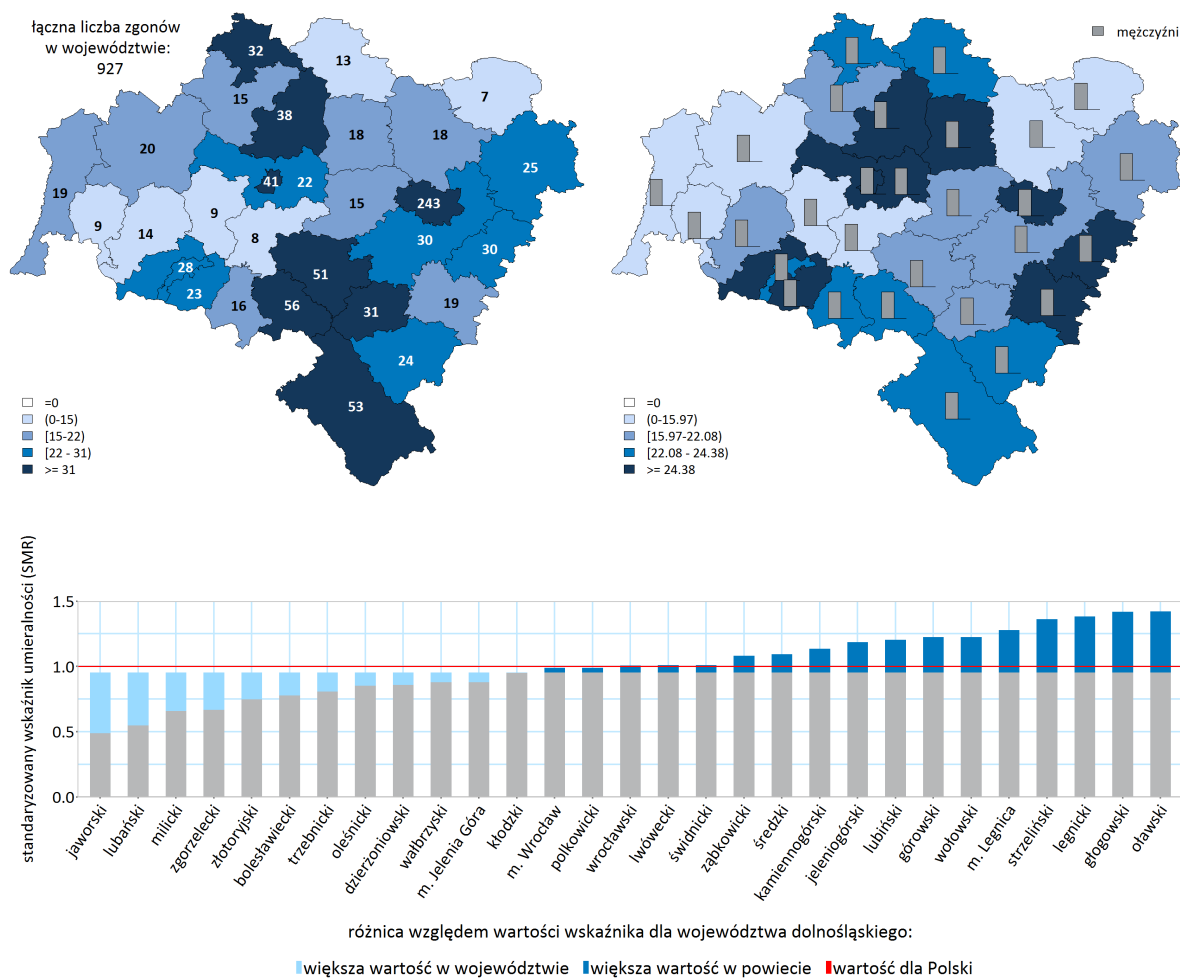 łączna liczba zgonów
w województwie:
927
32
13
7
15
38
18
18
20
25
19
41
22
15
243
9
9
14
8
30
30
28
51
23
16
56
31
19
24
53
=0
(0-15)
[15-22)
[22 - 31)
>= 31
mężczyźni
=0
(0-15.97)
[15.97-22.08)
[22.08 - 24.38)
>= 24.38
standaryzowany wskaźnik umieralności (SMR)
1.5
1.0
0.5
0.0
jaworski
lubański
milicki
zgorzelecki
złotoryjski
bolesławiecki
trzebnicki
oleśnicki
dzierżoniowski
wałbrzyski
m. Jelenia Góra
kłodzki
m. Wrocław
polkowicki
wrocławski
lwówecki
świdnicki
ząbkowicki
średzki
kamiennogórski
jeleniogórski
lubiński
górowski
wołowski
m. Legnica
strzeliński
legnicki
głogowski
oławski
różnica względem wartości wskaźnika dla województwa dolnośląskiego:
większa wartość w województwie większa wartość w powiecie wartość dla Polski